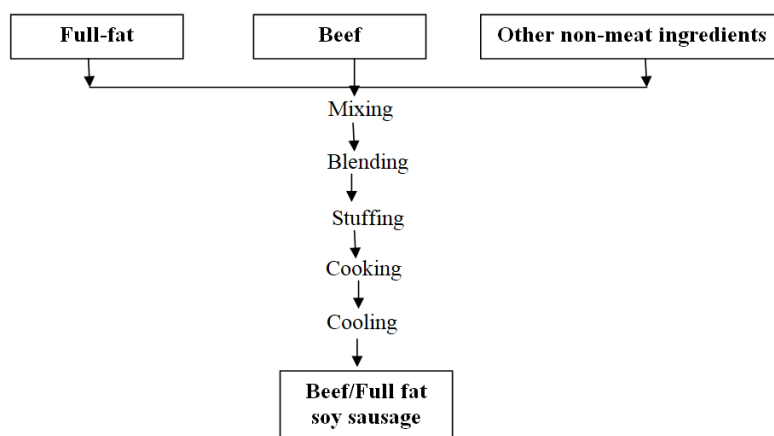 Full-fat
Beef
Other non-meat ingredients
Mixing
Blending
Stuffing
Cooking
Cooling
Beef/Full fat
soy sausage